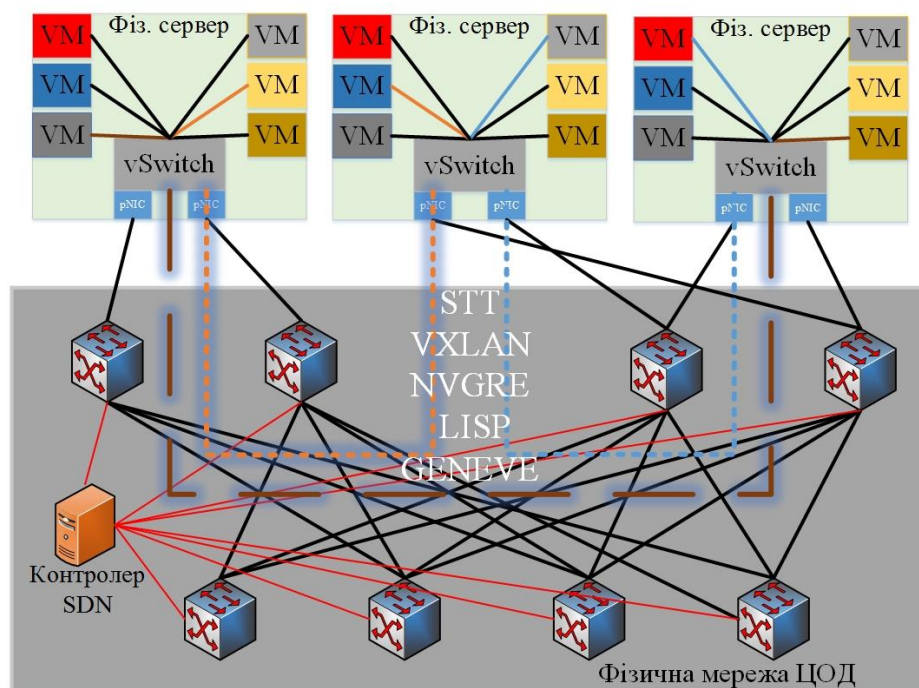 Фіз. сервер
VM VM
VM VM
VM VM
vSwitch
pNIC pNIC
Фіз. сервер
VM VM
VM VM
VM VM
vSwitch
pNIC pNIC
Фіз. сервер
VM VM
VM VM
VM VM
vSwitch
pNIC pNIC
STT
VXLAN
NVGRE
LISP
GENEVE
Контролер
SDN
Фізична мережа ЦОД